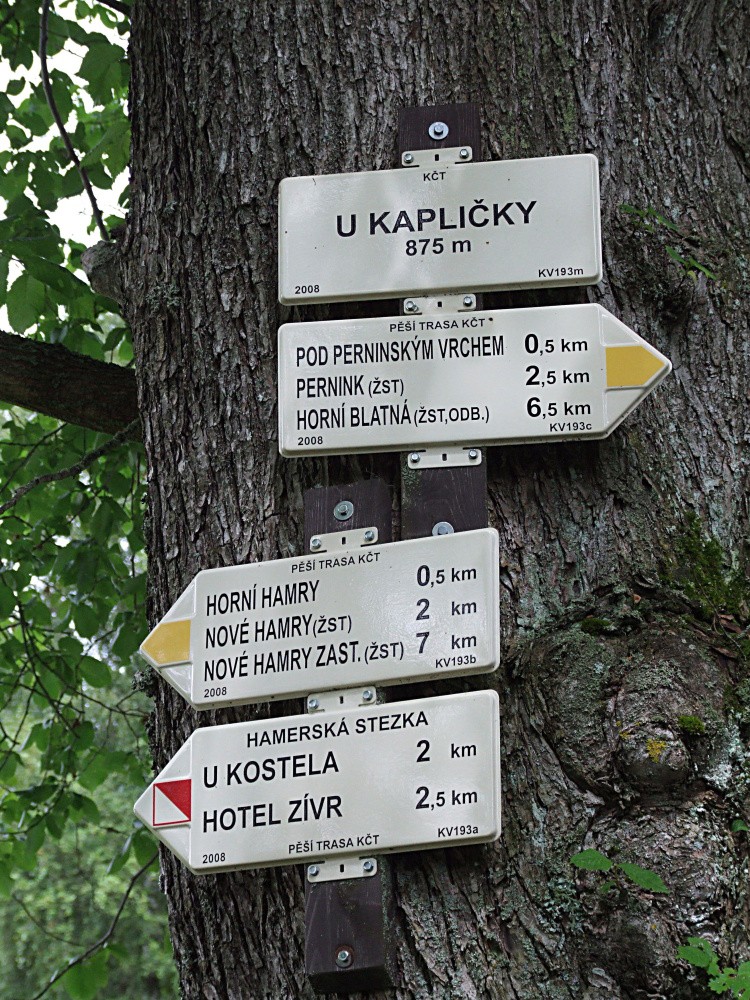 KČT
U KAPLIČKY
875 m
2008 KV193m
PĚŠÍ TRASA KČT
POD PERNINSKÝM VRCHEM 0,5 km
PERNINK (ŽST) 2,5 km
HORNÍ BLATNÁ (ŽST,ODB.) 6,5 km
2008 KV193c
PĚŠÍ TRASA KČT
HORNÍ HAMRY 0,5 km
NOVÉ HAMRY (ŽST) 2 km
NOVÉ HAMRY ZAST. (ŽST) 7 km
2008 KV193b
HAMERSKÁ STEZKA
U KOSTELA 2 km
HOTEL ZÍVR 2,5 km
2008 PĚŠÍ TRASA KČT KV193a